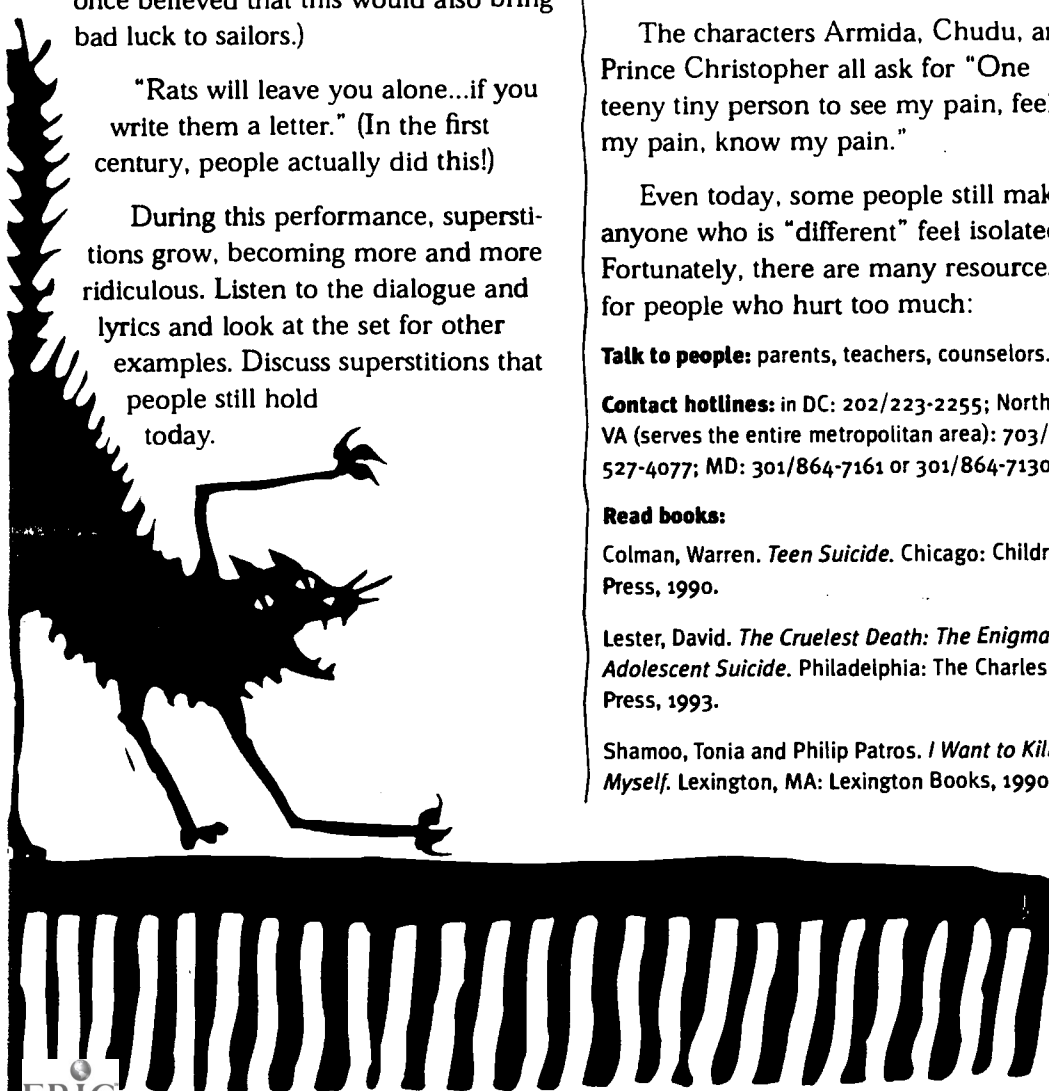 once believed that this would also bring
bad luck to sailors.)
"Rats will leave you alone...if you
write them a letter." (In the first
century, people actually did this!)
During this performance, supersti-
tions grow, becoming more and more
ridiculous. Listen to the dialogue and
lyrics and look at the set for other
examples. Discuss superstitions that
people still hold
today.
The characters Armida, Chudu, an
Prince Christopher all ask for "One
teeny tiny person to see my pain, feel
my pain, know my pain."
Even today, some people still mak
anyone who is "different" feel isolated
Fortunately, there are many resource
for people who hurt too much:
Talk to people: parents, teachers, counselors.
Contact hotlines: in DC: 202/223-2255; North
VA (serves the entire metropolitan area): 703/
527-4077; MD: 301/864-7161 or 301/864-7130
Read books:
Colman, Warren. Teen Suicide. Chicago: Childr
Press, 1990.
Lester, David. The Cruelest Death: The Enigma
Adolescent Suicide. Philadelphia: The Charles
Press, 1993.
Shamoo, Tonia and Philip Patros. I Want to Kil
Myself. Lexington, MA: Lexington Books, 1990
ERIC